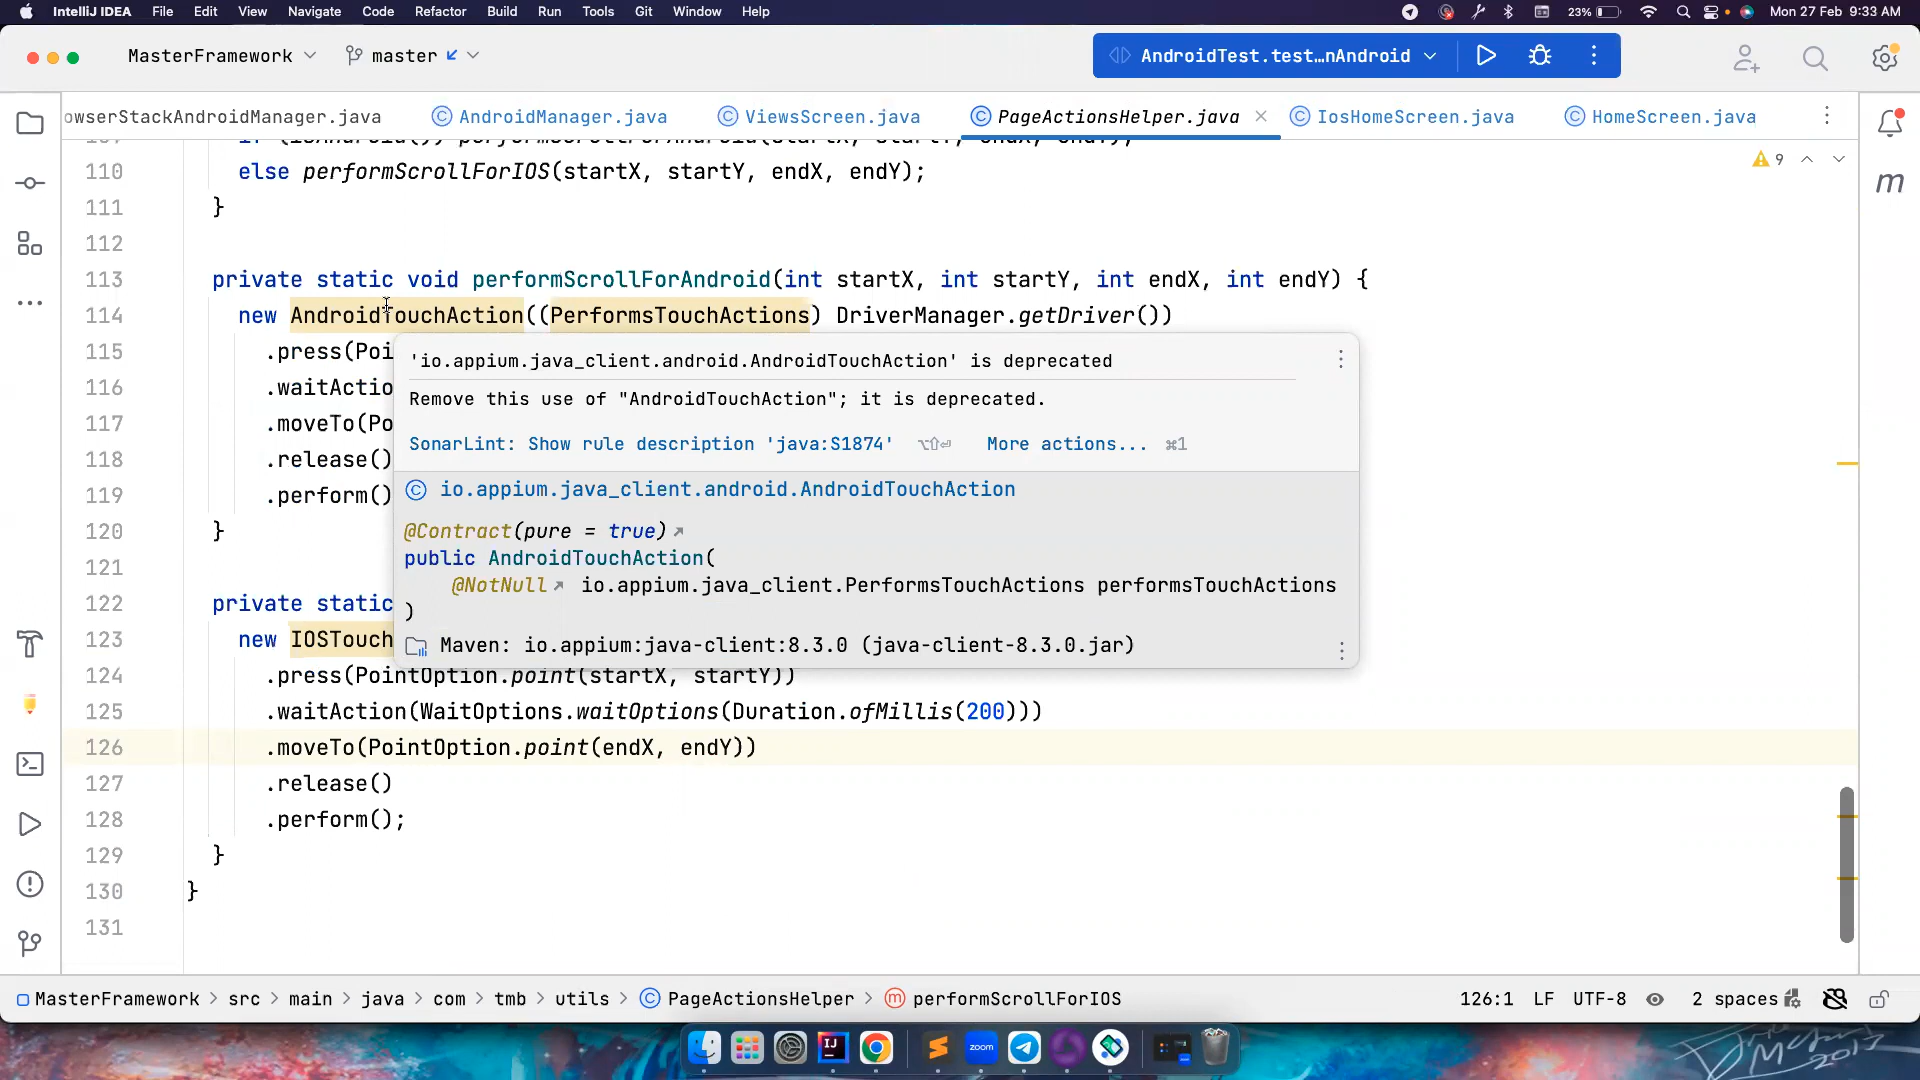 IntelliJ IDEA File Edit View Navigate Code Refactor Build Run Tools Git Window Help 23% Mon 27 Feb 9:33 AM
MasterFramework master AndroidTest.test…nAndroid
owserStackAndroidManager.java AndroidManager.java ViewsScreen.java PageActionsHelper.java IosHomeScreen.java HomeScreen.java
9
110 else performScrollForIOS(startX, startY, endX, endY);
111 }
112
113 private static void performScrollForAndroid(int startX, int startY, int endX, int endY) {
114 new AndroidTouchAction((PerformsTouchActions) DriverManager.getDriver())
115 .press(Poi
116 .waitActio
117 .moveTo(Po
118 .release()
119 .perform()
120 }
121
122 private static
123 new IOSTouch
'io.appium.java_client.android.AndroidTouchAction' is deprecated
Remove this use of "AndroidTouchAction"; it is deprecated.
SonarLint: Show rule description 'java:S1874' ⌥⇧⏎ More actions... ⌘1
io.appium.java_client.android.AndroidTouchAction
@Contract(pure = true)↗
public AndroidTouchAction(
@NotNull↗ io.appium.java_client.PerformsTouchActions performsTouchActions
)
Maven: io.appium:java-client:8.3.0 (java-client-8.3.0.jar)
124 .press(PointOption.point(startX, startY))
125 .waitAction(WaitOptions.waitOptions(Duration.ofMillis(200)))
126 .moveTo(PointOption.point(endX, endY))
127 .release()
128 .perform();
129 }
130 }
131
MasterFramework > src > main > java > com > tmb > utils > PageActionsHelper > performScrollForIOS 126:1 LF UTF-8 2 spaces
IJ zoom